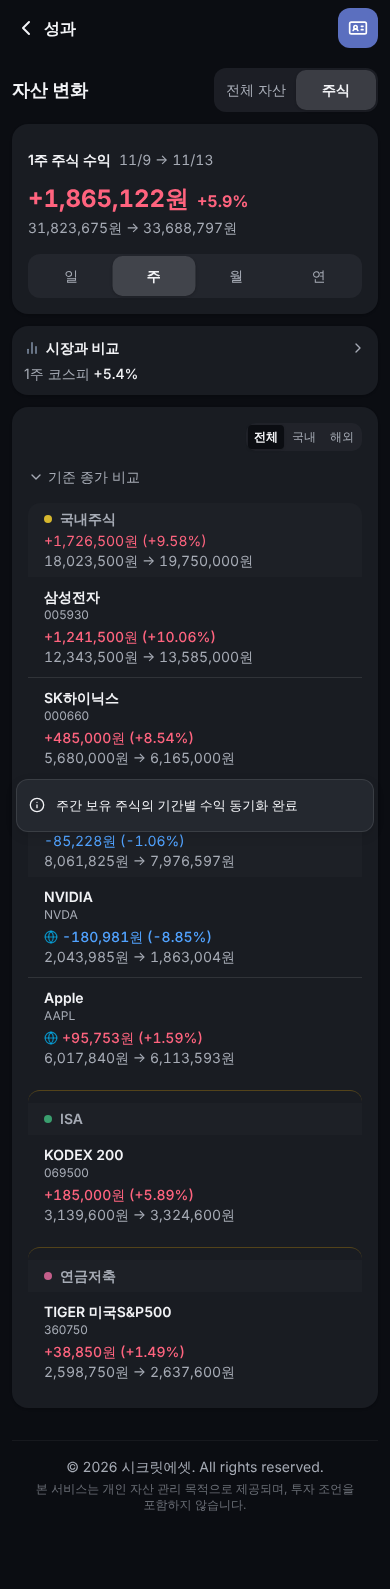 성과
자산 변화
전체 자산 주식
1주 주식 수익 11/9 → 11/13
+1,865,122원 +5.9%
31,823,675원 → 33,688,797원
일 주 월 연
시장과 비교
1주 코스피 +5.4%
전체 국내 해외
기준 종가 비교
국내주식
+1,726,500원 (+9.58%)
18,023,500원 → 19,750,000원
삼성전자
005930
+1,241,500원 (+10.06%)
12,343,500원 → 13,585,000원
SK하이닉스
000660
+485,000원 (+8.54%)
5,680,000원 → 6,165,000원
주간 보유 주식의 기간별 수익 동기화 완료
-85,228원 (-1.06%)
8,061,825원 → 7,976,597원
NVIDIA
NVDA
-180,981원 (-8.85%)
2,043,985원 → 1,863,004원
Apple
AAPL
+95,753원 (+1.59%)
6,017,840원 → 6,113,593원
ISA
KODEX 200
069500
+185,000원 (+5.89%)
3,139,600원 → 3,324,600원
연금저축
TIGER 미국S&P500
360750
+38,850원 (+1.49%)
2,598,750원 → 2,637,600원
© 2026 시크릿에셋. All rights reserved.
본 서비스는 개인 자산 관리 목적으로 제공되며, 투자 조언을
포함하지 않습니다.